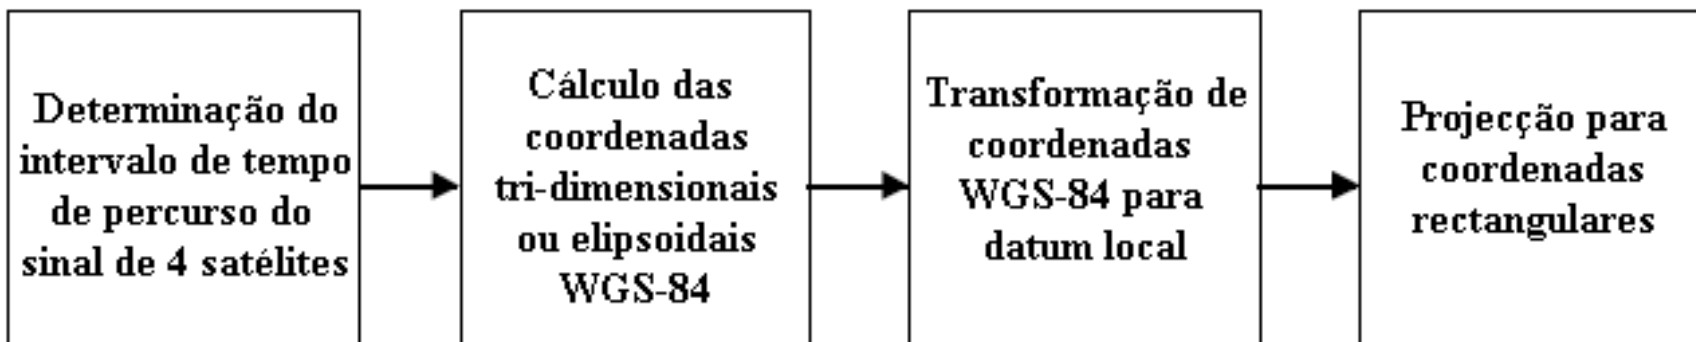 Determinação do
intervalo de tempo
de percurso do
sinal de 4 satélites
Cálculo das
coordenadas
tri-dimensionais
ou elipsoidais
WGS-84
Transformação de
coordenadas
WGS-84 para
datum local
Projecção para
coordenadas
rectangulares